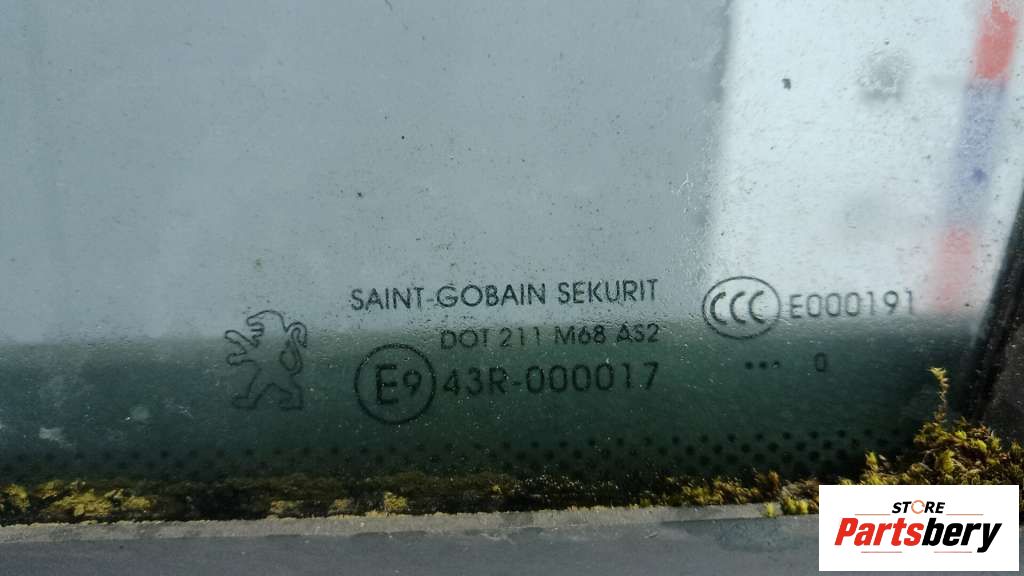 SAINT-GOBAIN SEKURIT
DOT 211 M68 AS2
E9 43R-000017
CCC E000191
••• 0
STORE
Partsbery